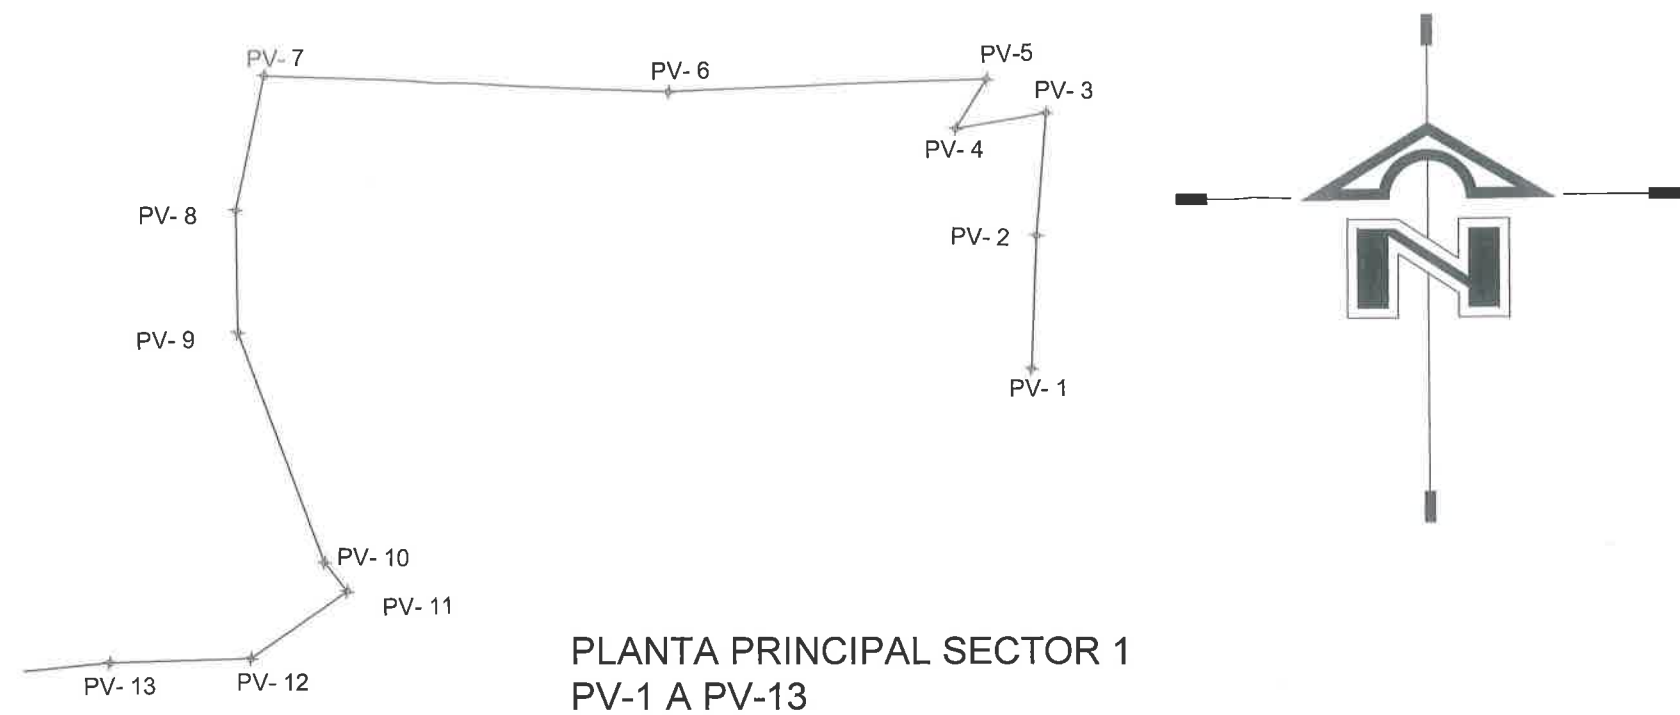 PV- 7
PV- 6
PV-5
PV- 3
PV- 4
PV- 8
PV- 2
PV- 9
PV- 1
PV- 10
PV- 11
PV- 13
PV- 12
N
PLANTA PRINCIPAL SECTOR 1
PV-1 A PV-13